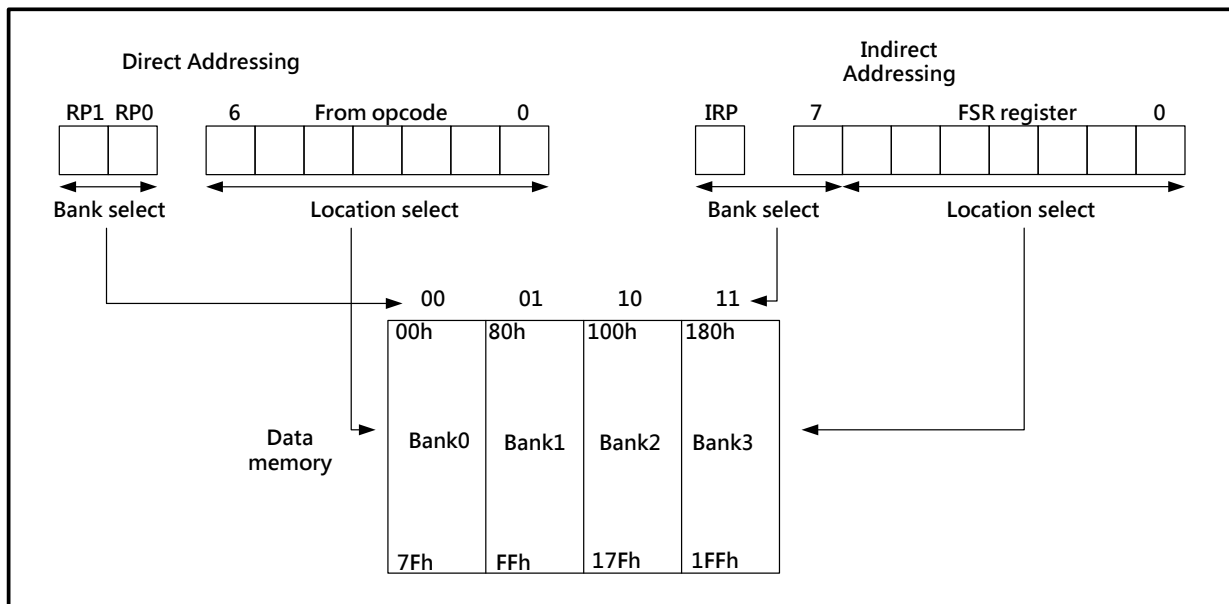 Direct Addressing
Indirect
Addressing
RP1 RP0
6 From opcode 0
IRP
7 FSR register 0
Bank select
Location select
Bank select
Location select
00 01 10 11
00h 80h 100h 180h
Data
memory
Bank0 Bank1 Bank2 Bank3
7Fh FFh 17Fh 1FFh